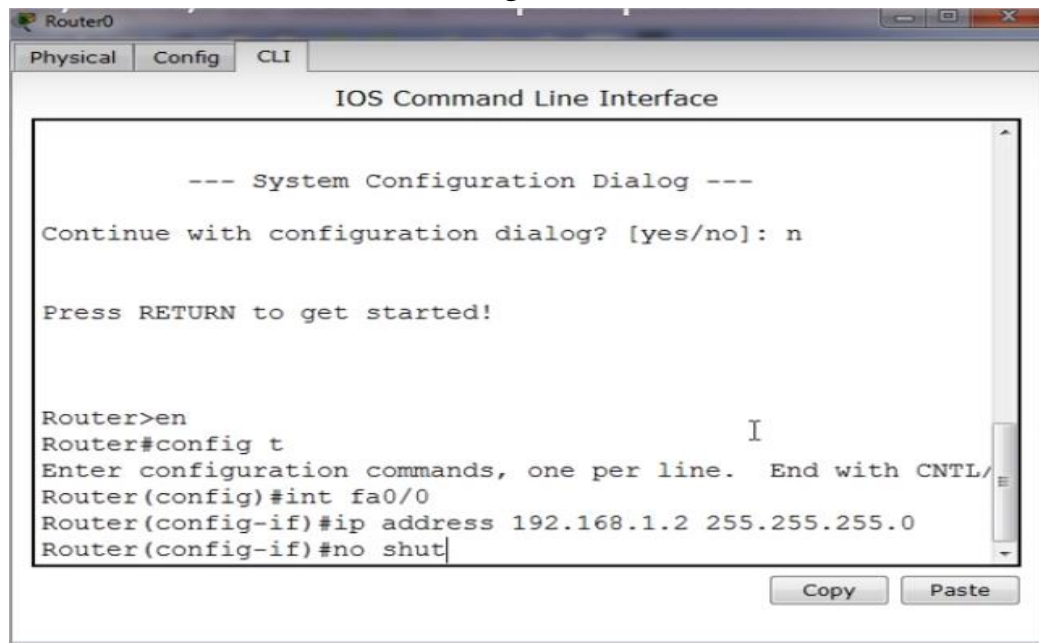 Router0
Physical Config CLI
IOS Command Line Interface
--- System Configuration Dialog ---
Continue with configuration dialog? [yes/no]: n
Press RETURN to get started!
Router>en
Router#config t
Enter configuration commands, one per line.  End with CNTL/
Router(config)#int fa0/0
Router(config-if)#ip address 192.168.1.2 255.255.255.0
Router(config-if)#no shut
Copy Paste